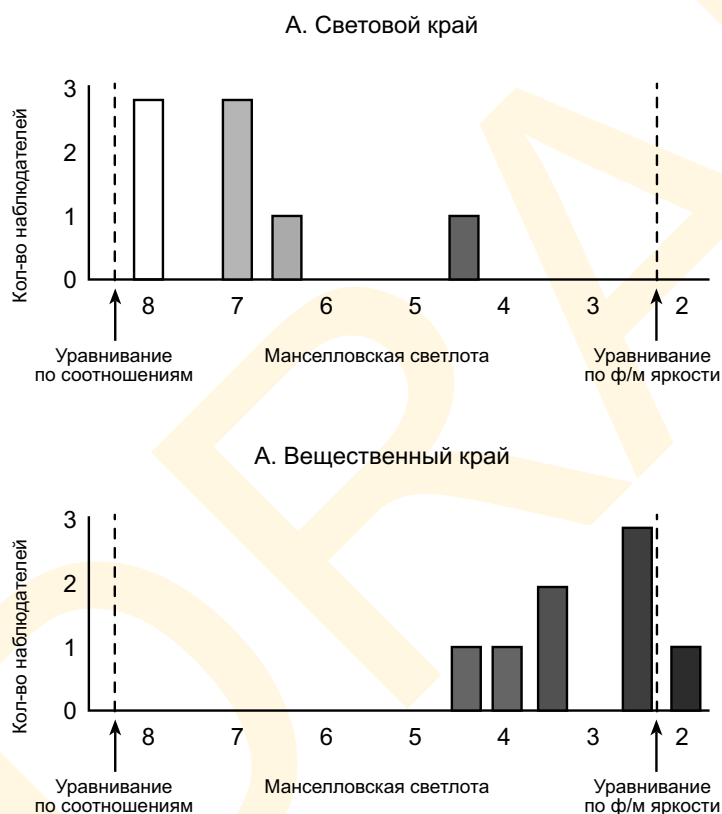 А. Световой край
Кол-во наблюдателей
3
2
1
0
8 7 6 5 4 3 2
Уравнивание
по соотношениям
Манселловская светлота
Уравнивание
по ф/м яркости
А. Вещественный край
Кол-во наблюдателей
3
2
1
0
8 7 6 5 4 3 2
Уравнивание
по соотношениям
Манселловская светлота
Уравнивание
по ф/м яркости